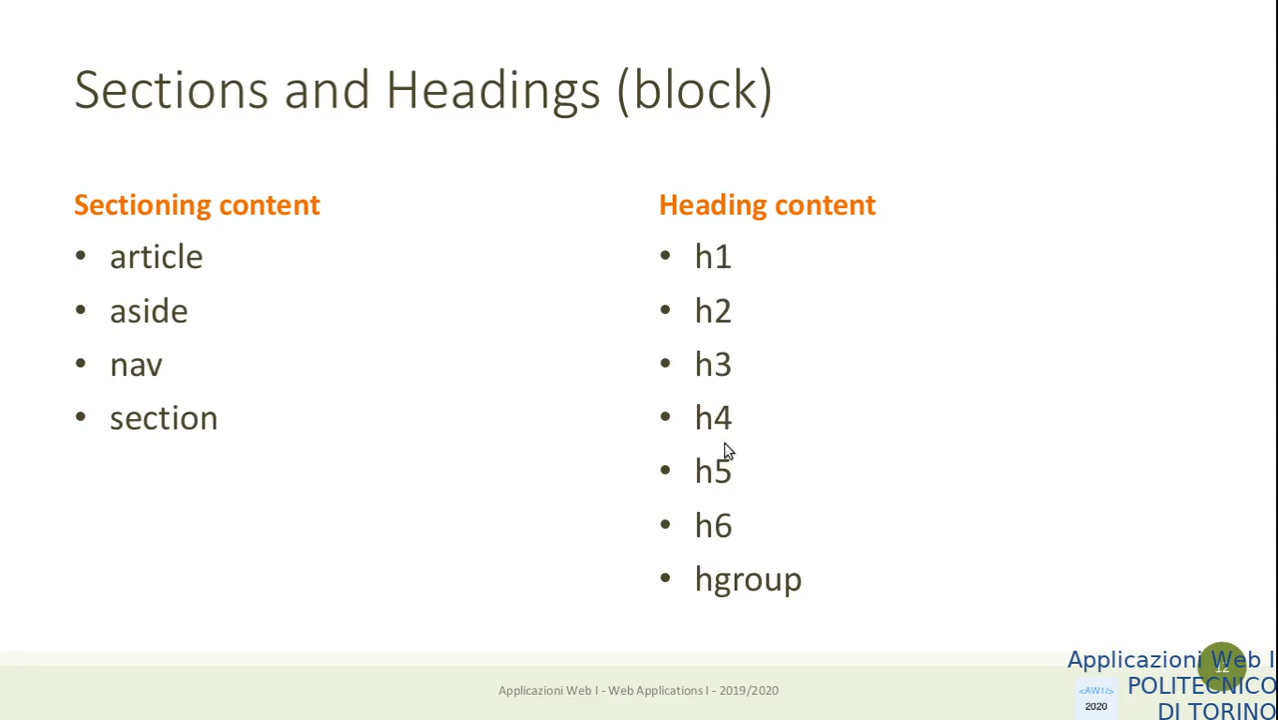 Sections and Headings (block)
Sectioning content
• article
• aside
• nav
• section
Heading content
• h1
• h2
• h3
• h4
• h5
• h6
• hgroup
Applicazioni Web I - Web Applications I - 2019/2020
12
Applicazioni Web I
POLITECNICO
DI TORINO
<AW1/>
2020